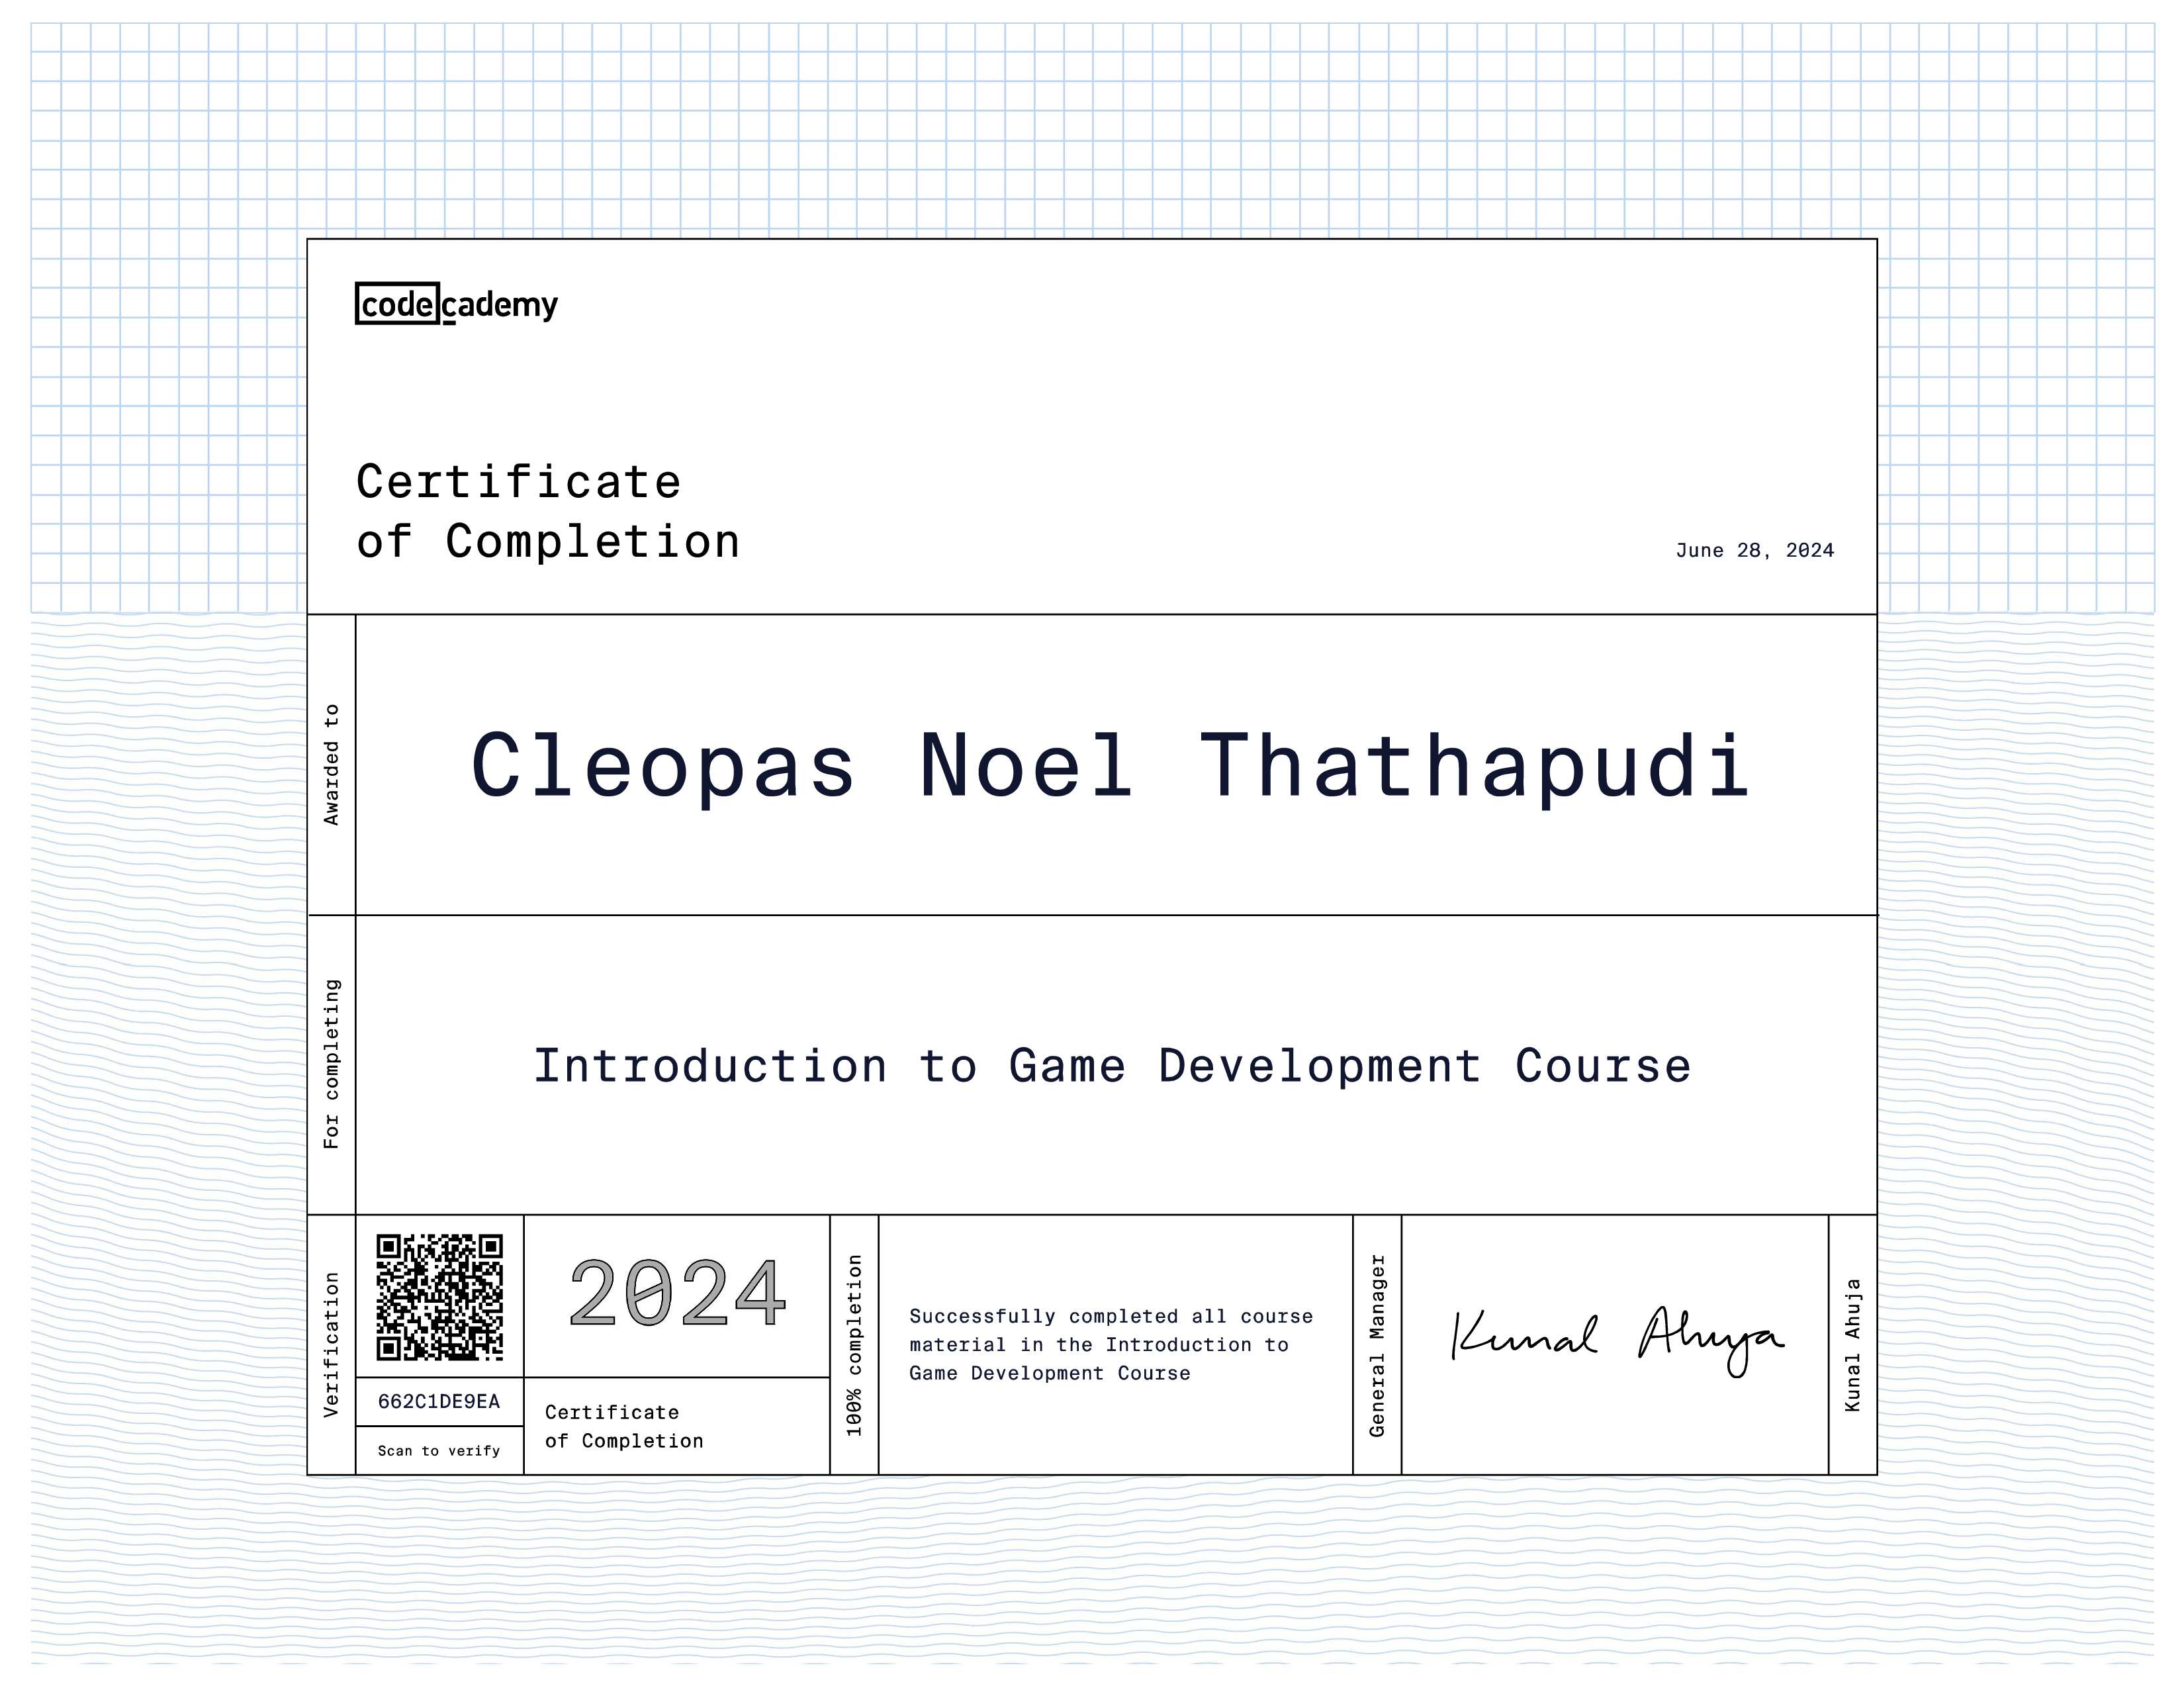 codecademy
Certificate
of Completion
June 28, 2024
Awarded to
Cleopas Noel Thathapudi
For completing
Introduction to Game Development Course
Verification
662C1DE9EA
Scan to verify
2024
Certificate
of Completion
100% completion
Successfully completed all course
material in the Introduction to
Game Development Course
General Manager
Kunal Ahuja
Kunal Ahuja